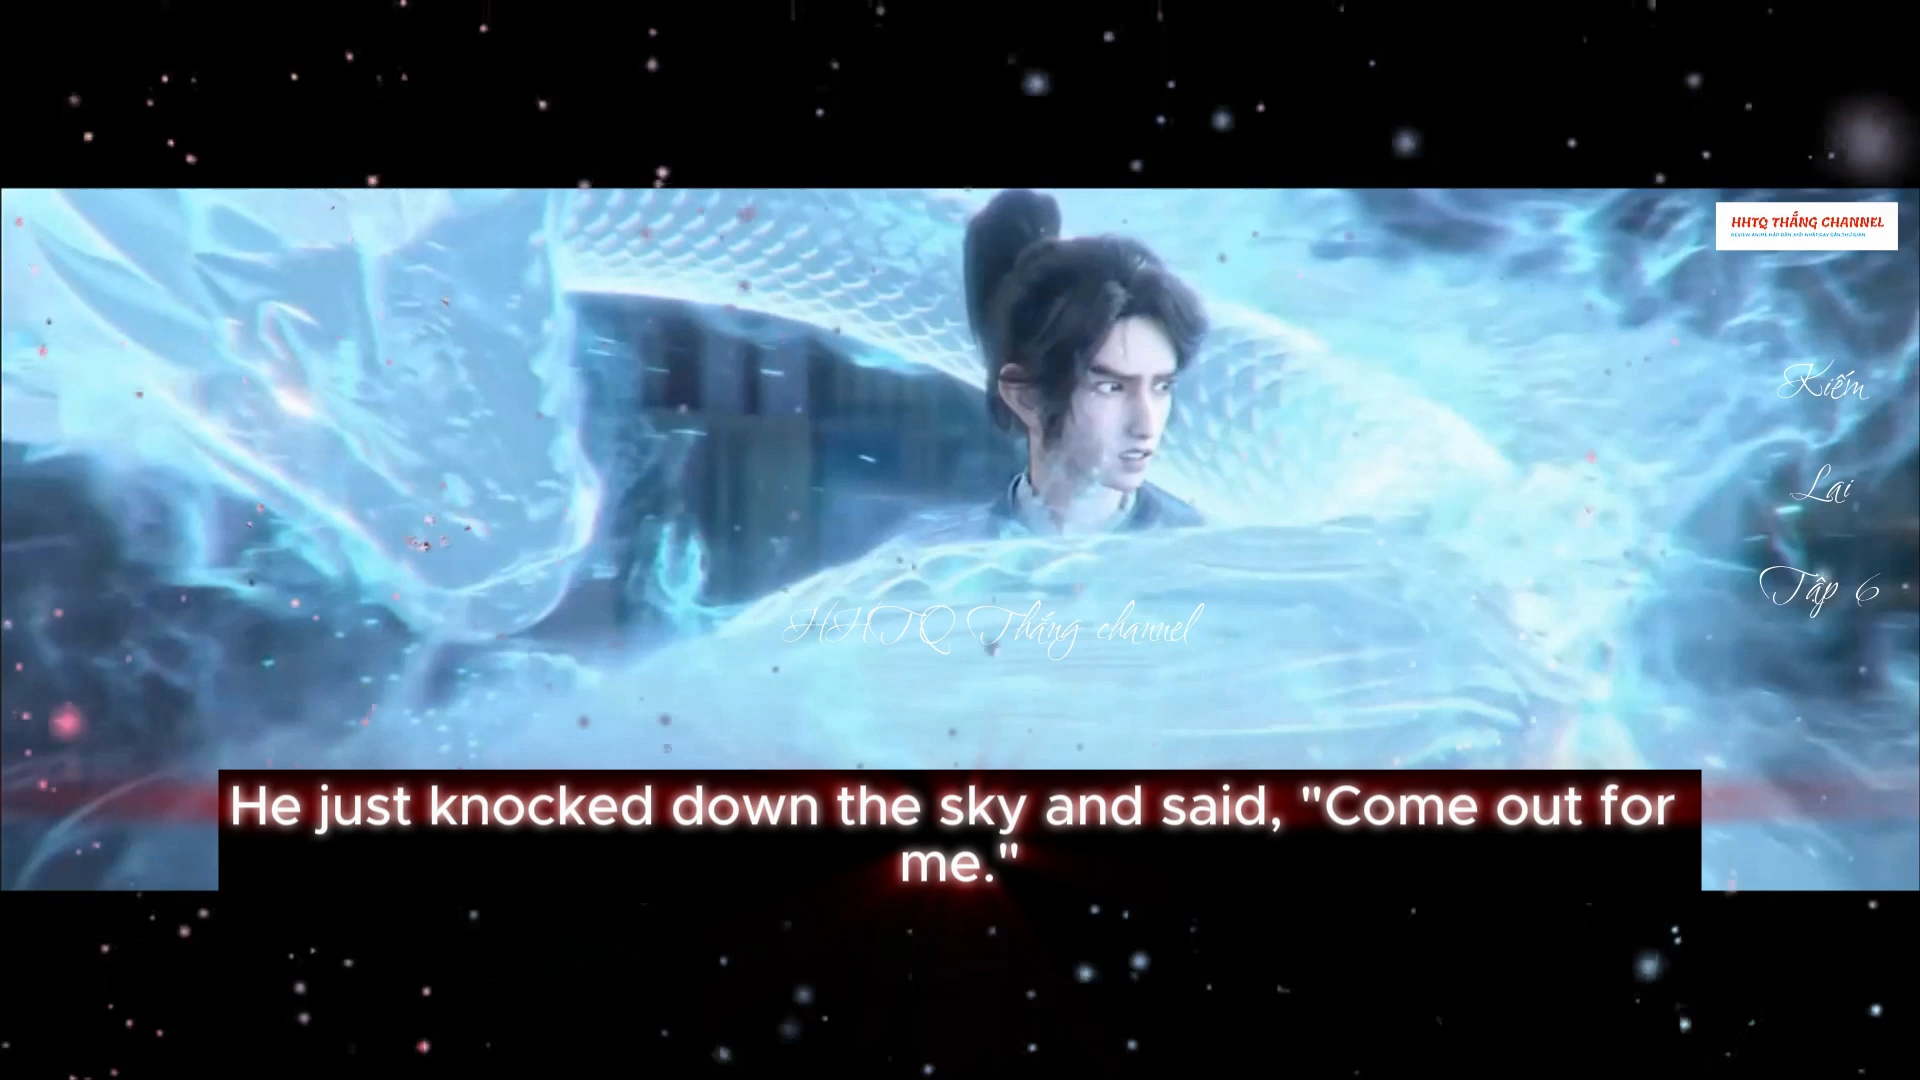 HHTQ THẮNG CHANNEL
Kiếm
Lai
Tập 6
HHTQ Thắng channel
He just knocked down the sky and said, "Come out for
me."